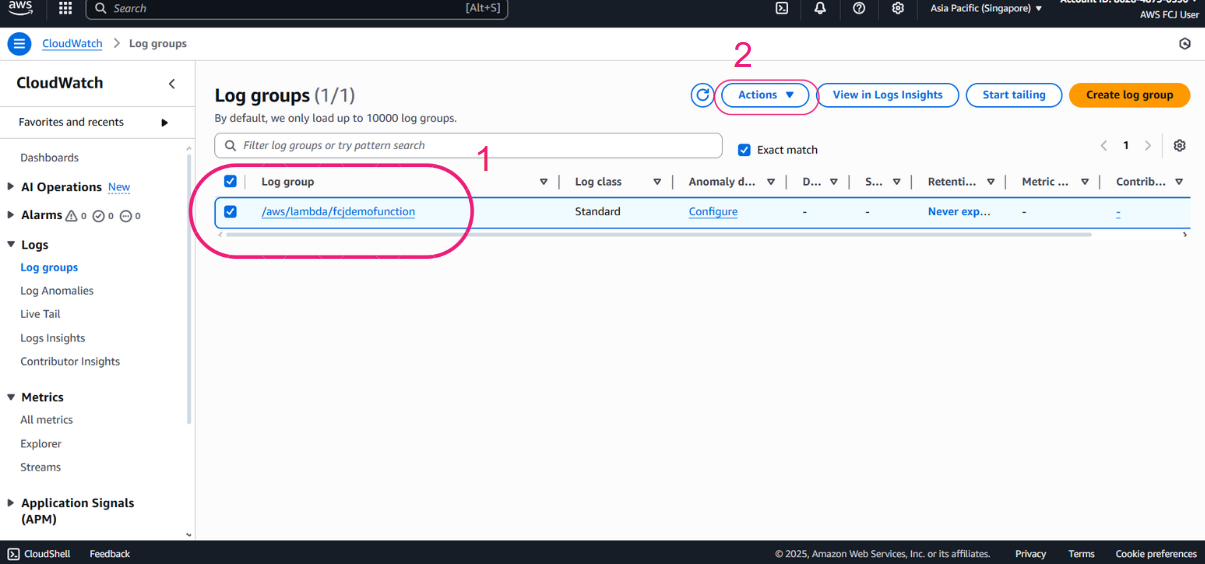 aws
Search [Alt+S]
Asia Pacific (Singapore)
AWS FCJ User
CloudWatch > Log groups
CloudWatch
Favorites and recents
Dashboards
AI Operations New
Alarms 0 0 0
Logs
Log groups
Log Anomalies
Live Tail
Logs Insights
Contributor Insights
Metrics
All metrics
Explorer
Streams
Application Signals
(APM)
2
Log groups (1/1)
Actions View in Logs Insights Start tailing Create log group
By default, we only load up to 10000 log groups.
Filter log groups or try pattern search
Exact match
1
1
Log group Log class Anomaly d... D... S... Retenti... Metric ... Contrib...
/aws/lambda/fcjdemofunction Standard Configure - - Never exp... - -
CloudShell Feedback © 2025, Amazon Web Services, Inc. or its affiliates. Privacy Terms Cookie preferences